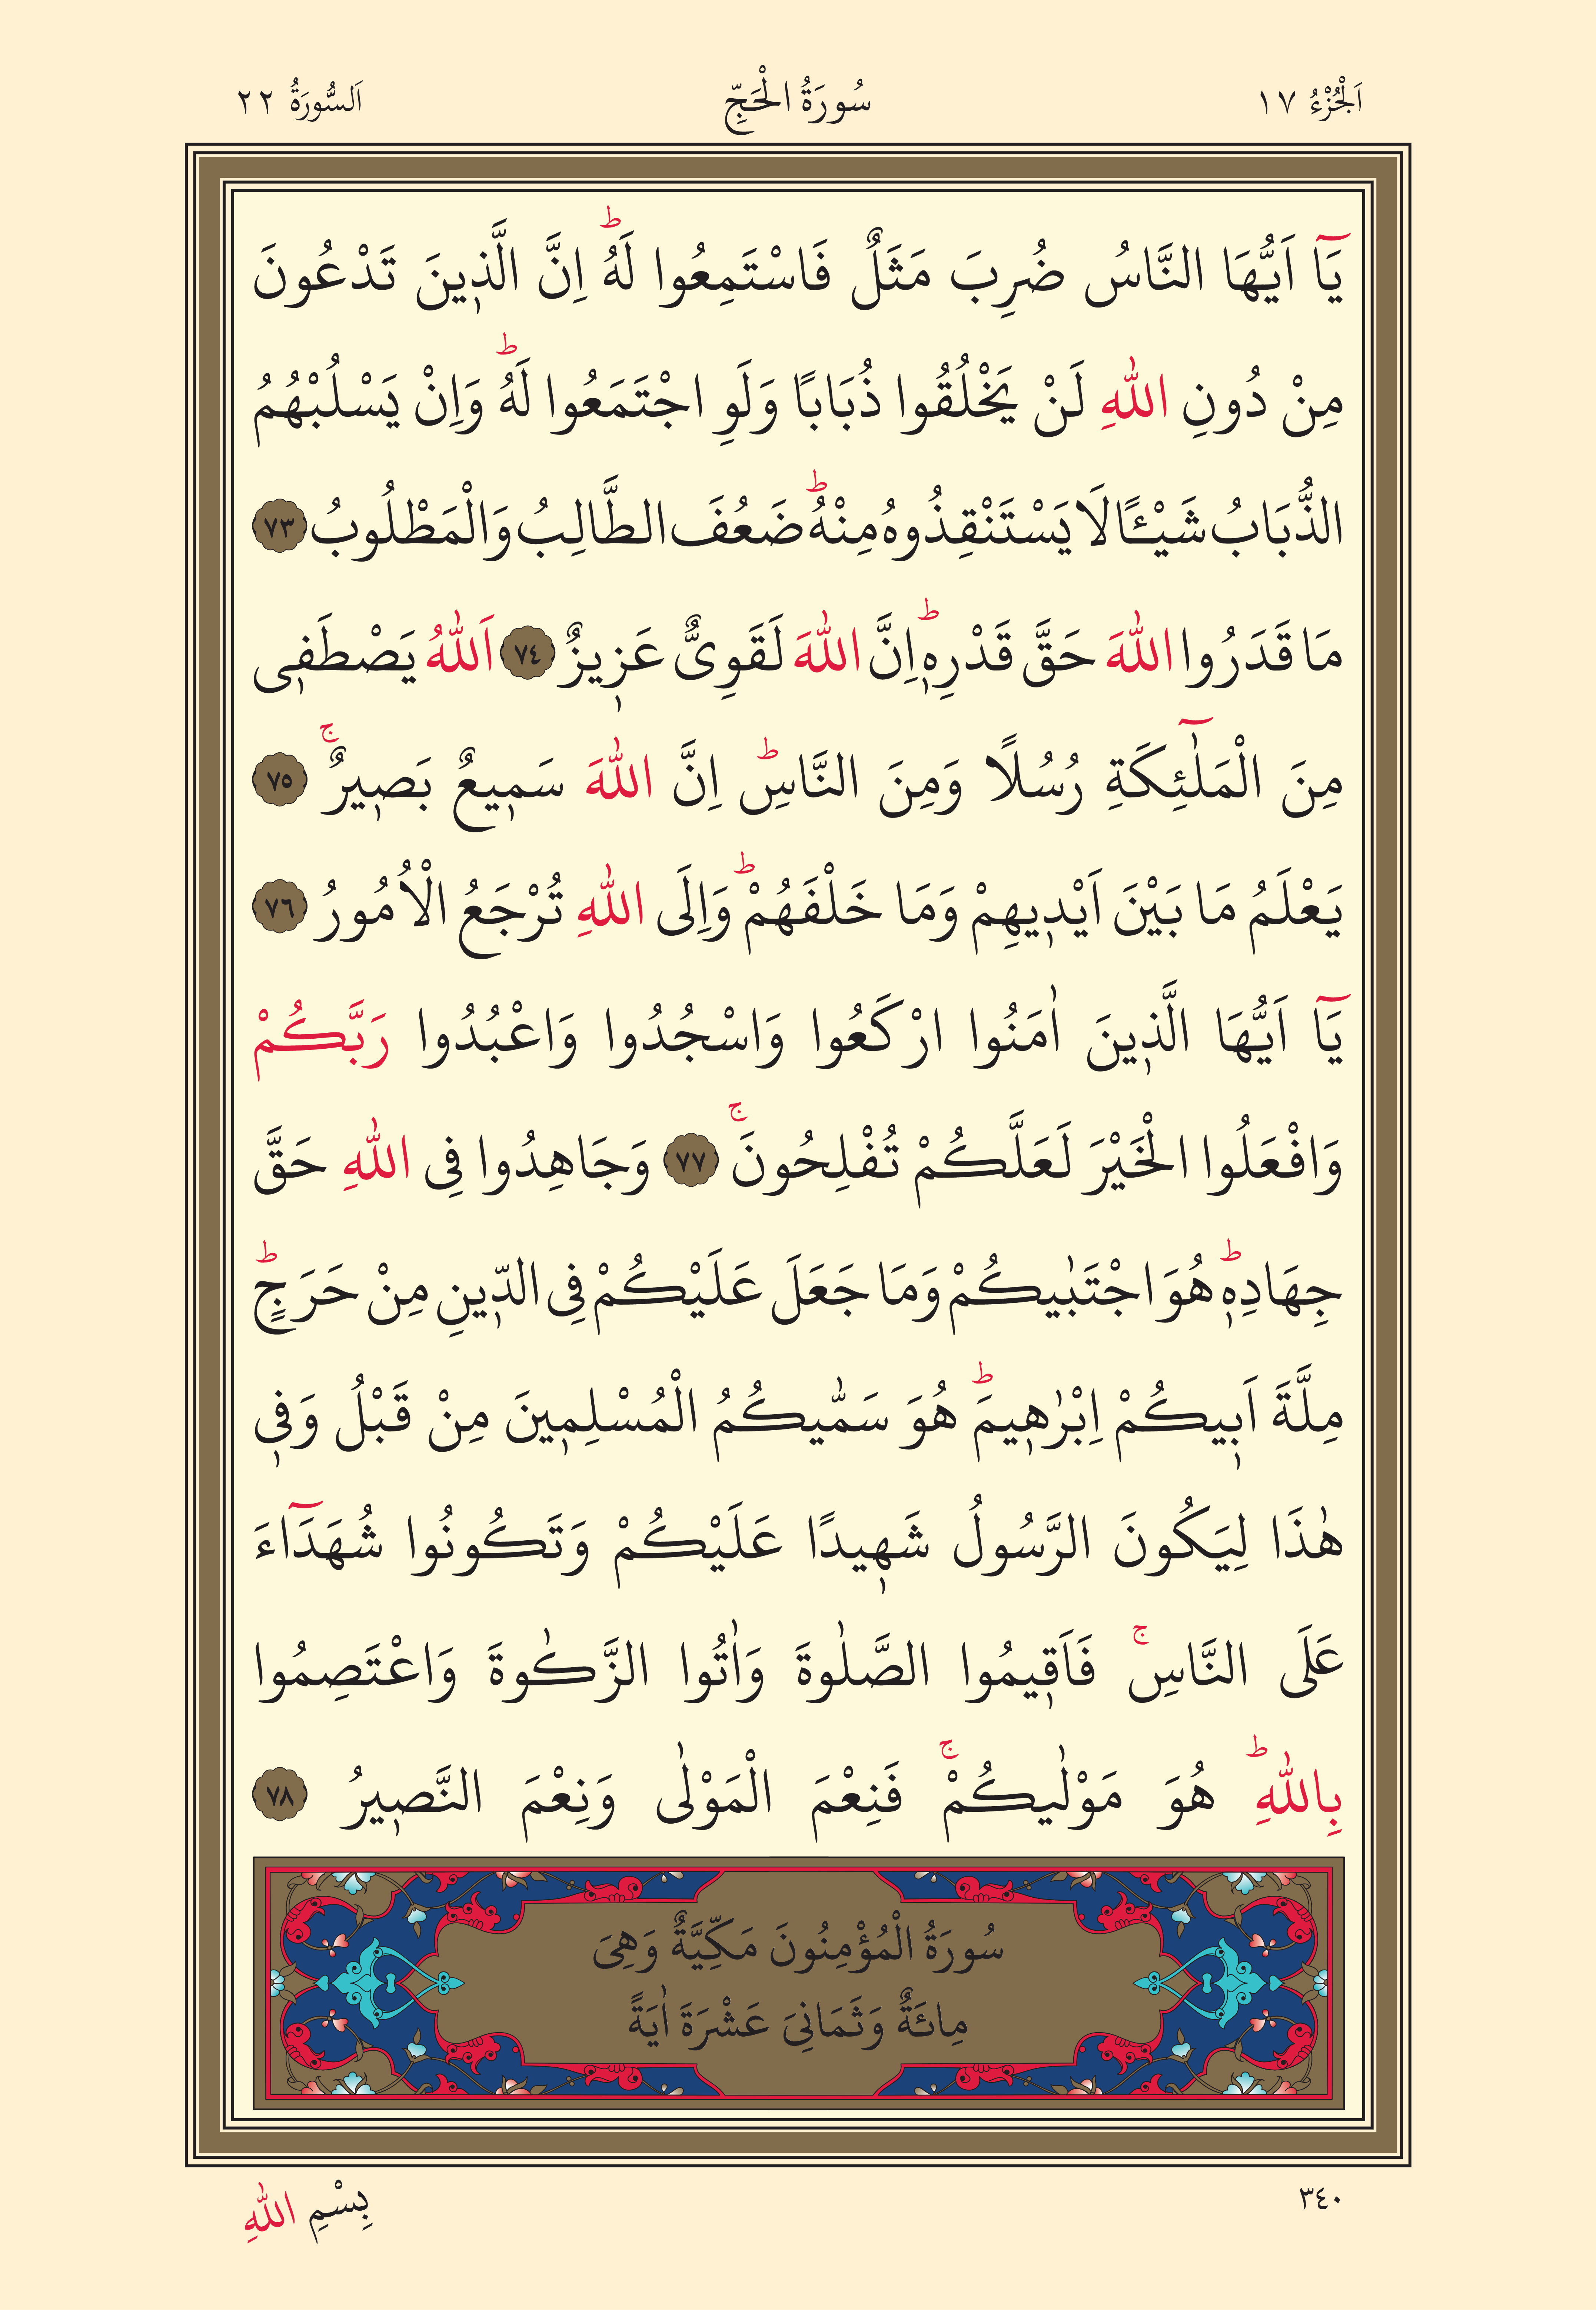 اَلْجُزْءُ ١٧
سُورَةُ الْحَجِّ
اَلسُّورَةُ ٢٢
يَٓا اَيُّهَا النَّاسُ ضُرِبَ مَثَلٌ فَاسْتَمِعُوا لَهُۜ اِنَّ الَّذ۪ينَ تَدْعُونَ
مِنْ دُونِ اللّٰهِ لَنْ يَخْلُقُوا ذُبَابًا وَلَوِ اجْتَمَعُوا لَهُۜ وَاِنْ يَسْلُبْهُمُ
الذُّبَابُ شَيْـًٔا لَا يَسْتَنْقِذُوهُ مِنْهُۜ ضَعُفَ الطَّالِبُ وَالْمَطْلُوبُ ٧٣
مَا قَدَرُوا اللّٰهَ حَقَّ قَدْرِه۪ۜ اِنَّ اللّٰهَ لَقَوِىٌّ عَز۪يزٌ ٧٤ اَللّٰهُ يَصْطَف۪ى
مِنَ الْمَلٰٓئِكَةِ رُسُلًا وَمِنَ النَّاسِۜ اِنَّ اللّٰهَ سَم۪يعٌ بَص۪يرٌۚ ٧٥
يَعْلَمُ مَا بَيْنَ اَيْد۪يهِمْ وَمَا خَلْفَهُمْۜ وَاِلَى اللّٰهِ تُرْجَعُ الْاُمُورُ ٧٦
يَٓا اَيُّهَا الَّذ۪ينَ اٰمَنُوا ارْكَعُوا وَاسْجُدُوا وَاعْبُدُوا رَبَّكُمْ
وَافْعَلُوا الْخَيْرَ لَعَلَّكُمْ تُفْلِحُونَۚ ٧٧ وَجَاهِدُوا فِى اللّٰهِ حَقَّ
جِهَادِه۪ۜ هُوَ اجْتَبٰيكُمْ وَمَا جَعَلَ عَلَيْكُمْ فِى الدّ۪ينِ مِنْ حَرَجٍۜ
مِلَّةَ اَب۪يكُمْ اِبْرٰه۪يمَۜ هُوَ سَمّٰيكُمُ الْمُسْلِم۪ينَ مِنْ قَبْلُ وَف۪ى
هٰذَا لِيَكُونَ الرَّسُولُ شَه۪يدًا عَلَيْكُمْ وَتَكُونُوا شُهَدَٓاءَ
عَلَى النَّاسِۚ فَاَق۪يمُوا الصَّلٰوةَ وَاٰتُوا الزَّكٰوةَ وَاعْتَصِمُوا
بِاللّٰهِۜ هُوَ مَوْلٰيكُمْۚ فَنِعْمَ الْمَوْلٰى وَنِعْمَ النَّص۪يرُ ٧٨
سُورَةُ الْمُؤْمِنُونَ مَكِّيَّةٌ وَهِىَ
مِائَةٌ وَثَمَانِىَ عَشْرَةَ اٰيَةً
٣٤٠
بِسْمِ اللّٰهِ